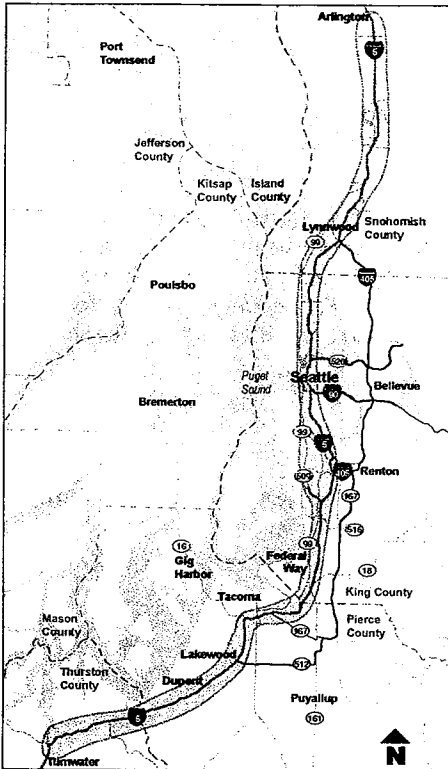 Arlington
5
Port
Townsend
Jefferson
County
Kitsap
County
Island
County
Lynnwood
Snohomish
County
99
405
Poulsbo
520
Puget
Sound
Seattle
90
Bellevue
Bremerton
99
5
509
405
Renton
167
515
16
Gig
Harbor
99
Federal
Way
18
Tacoma
King County
Mason
County
167
Pierce
County
Lakewood
512
Thurston
County
Dupont
5
Puyallup
161
Tumwater
N